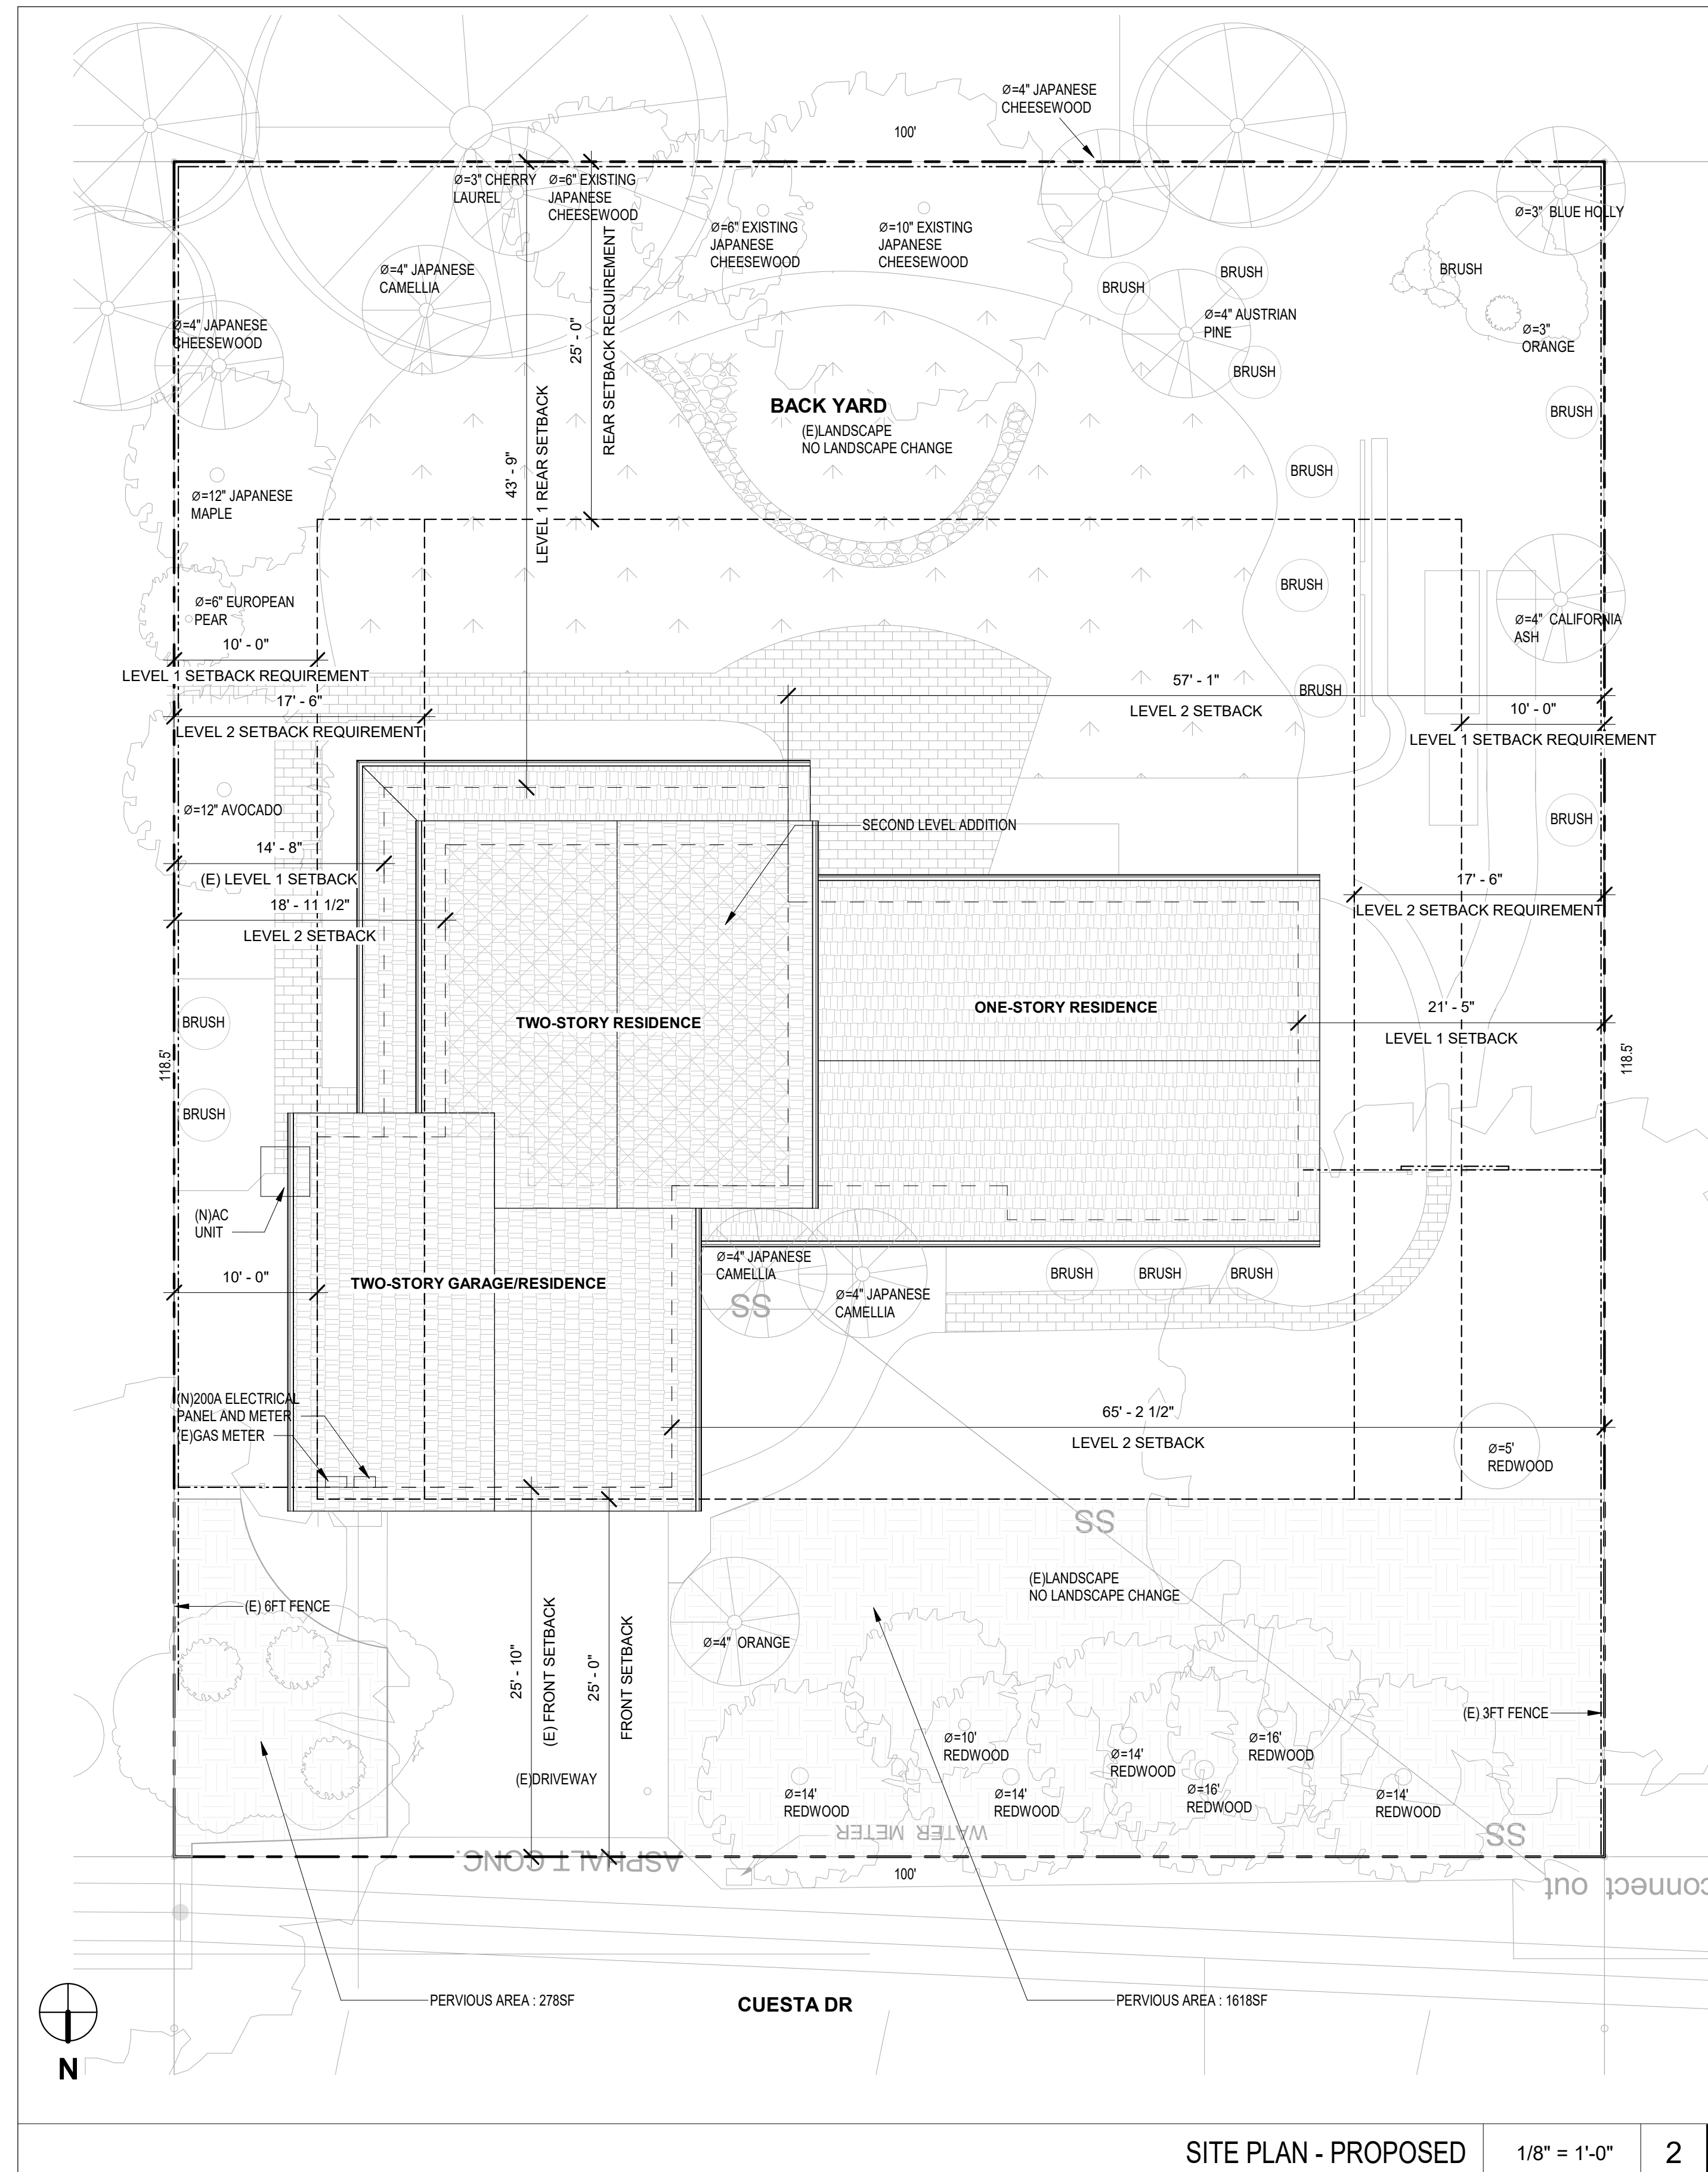 Ø=4" JAPANESE
CHEESEWOOD
100'
Ø=3" CHERRY
LAUREL
Ø=6" EXISTING
JAPANESE
CHEESEWOOD
Ø=6" EXISTING
JAPANESE
CHEESEWOOD
Ø=10" EXISTING
JAPANESE
CHEESEWOOD
Ø=3" BLUE HOLLY
Ø=4" JAPANESE
CAMELLIA
BRUSH
BRUSH
BRUSH
Ø=4" JAPANESE
CHEESEWOOD
Ø=4" AUSTRIAN
PINE
Ø=3"
ORANGE
25' - 0"
REAR SETBACK REQUIREMENT
BRUSH
BRUSH
BACK YARD
(E)LANDSCAPE
NO LANDSCAPE CHANGE
43' - 9"
LEVEL 1 REAR SETBACK
BRUSH
Ø=12" JAPANESE
MAPLE
BRUSH
Ø=6" EUROPEAN
PEAR
Ø=4" CALIFORNIA
ASH
10' - 0"
LEVEL 1 SETBACK REQUIREMENT
17' - 6"
LEVEL 2 SETBACK REQUIREMENT
57' - 1"
LEVEL 2 SETBACK
BRUSH
10' - 0"
LEVEL 1 SETBACK REQUIREMENT
Ø=12" AVOCADO
SECOND LEVEL ADDITION
BRUSH
14' - 8"
(E) LEVEL 1 SETBACK
18' - 11 1/2"
LEVEL 2 SETBACK
17' - 6"
LEVEL 2 SETBACK REQUIREMENT
BRUSH
TWO-STORY RESIDENCE
ONE-STORY RESIDENCE
21' - 5"
LEVEL 1 SETBACK
118.5'
118.5'
BRUSH
(N)AC
UNIT
10' - 0"
TWO-STORY GARAGE/RESIDENCE
Ø=4" JAPANESE
CAMELLIA
SS
Ø=4" JAPANESE
CAMELLIA
BRUSH
BRUSH
BRUSH
(N)200A ELECTRICAL
PANEL AND METER
(E)GAS METER
65' - 2 1/2"
LEVEL 2 SETBACK
Ø=5'
REDWOOD
SS
(E)LANDSCAPE
NO LANDSCAPE CHANGE
(E) 6FT FENCE
25' - 10"
(E) FRONT SETBACK
25' - 0"
FRONT SETBACK
Ø=4" ORANGE
(E) 3FT FENCE
Ø=10'
REDWOOD
Ø=14'
REDWOOD
Ø=16'
REDWOOD
(E)DRIVEWAY
Ø=14'
REDWOOD
Ø=14'
REDWOOD
Ø=16'
REDWOOD
Ø=14'
REDWOOD
WATER METER
SS
ASPHALT CONC.
100'
connect out
PERVIOUS AREA : 278SF
CUESTA DR
PERVIOUS AREA : 1618SF
N
SITE PLAN - PROPOSED
1/8" = 1'-0"
2